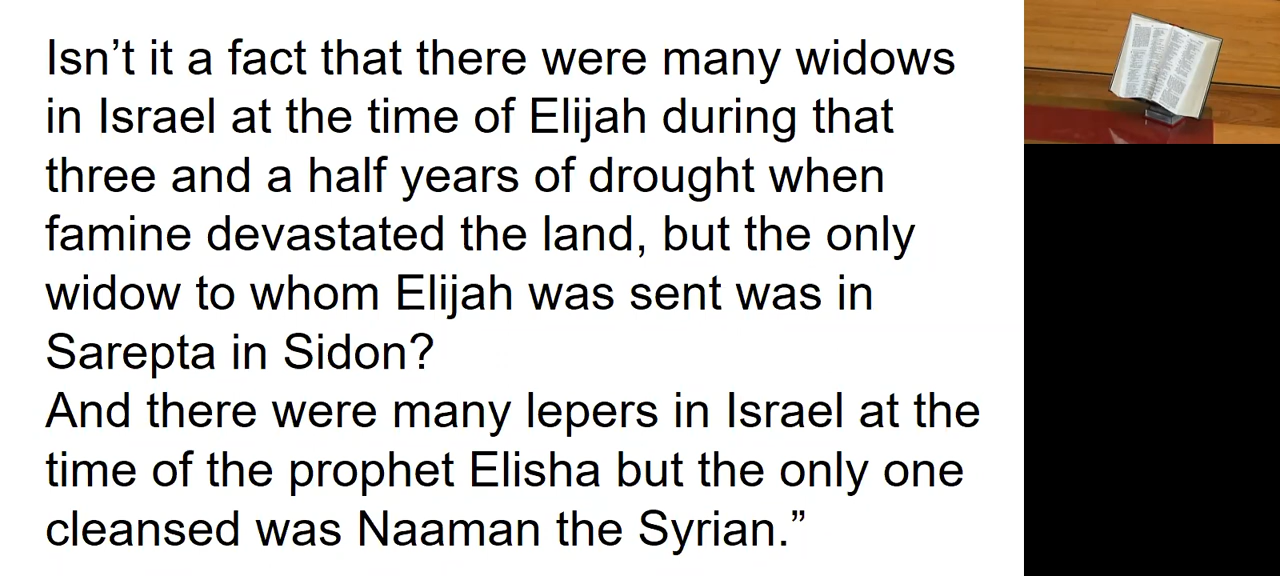 Isn’t it a fact that there were many widows
in Israel at the time of Elijah during that
three and a half years of drought when
famine devastated the land, but the only
widow to whom Elijah was sent was in
Sarepta in Sidon?
And there were many lepers in Israel at the
time of the prophet Elisha but the only one
cleansed was Naaman the Syrian.”